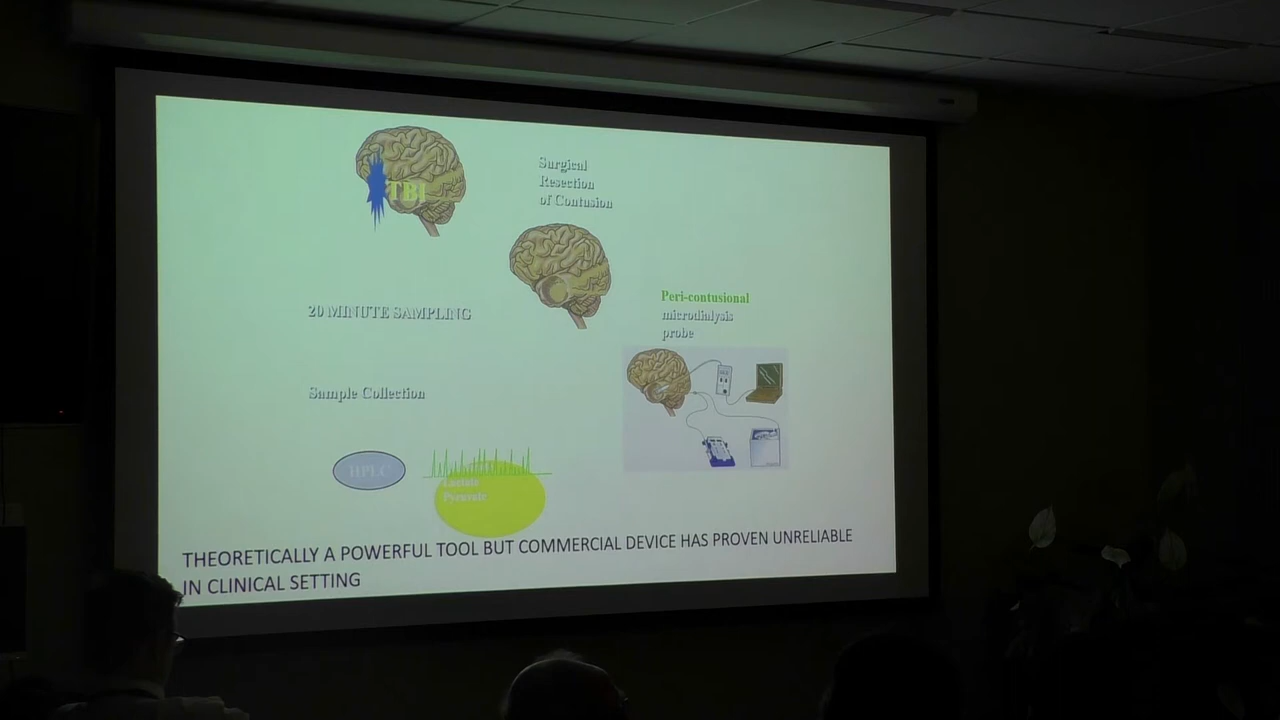 TBI
Surgical
Resection
of Contusion
20 MINUTE SAMPLING
Peri-contusional
microdialysis
probe
Sample Collection
HPLC
Lactate
Pyruvate
THEORETICALLY A POWERFUL TOOL BUT COMMERCIAL DEVICE HAS PROVEN UNRELIABLE
IN CLINICAL SETTING